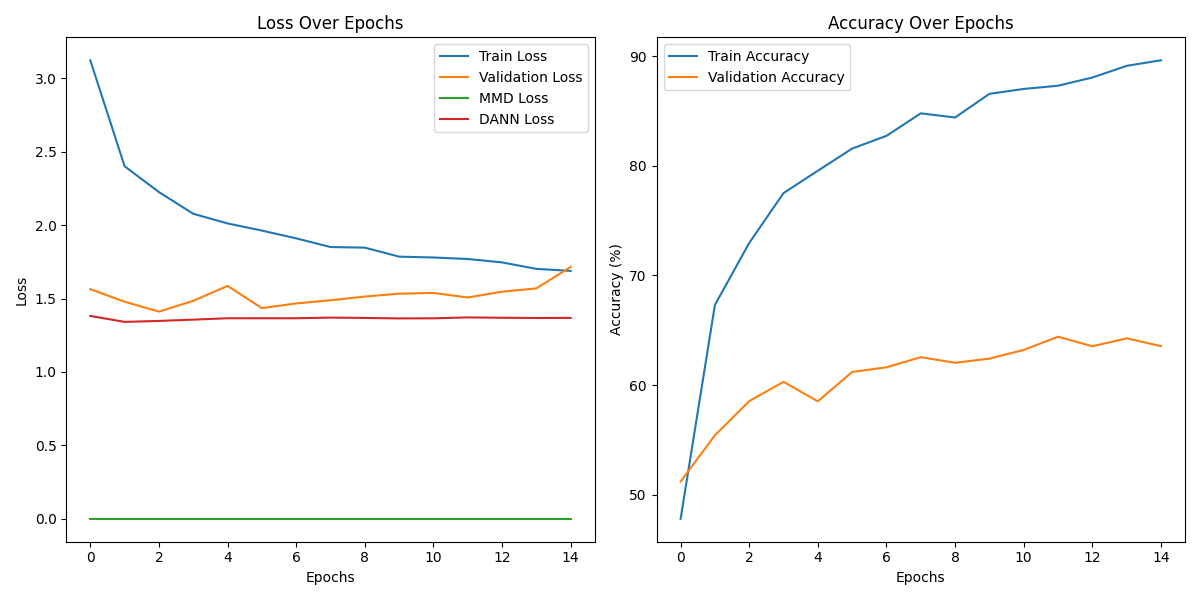 Loss Over Epochs
Train Loss
Validation Loss
MMD Loss
DANN Loss
Loss
3.0
2.5
2.0
1.5
1.0
0.5
0.0
0 2 4 6 8 10 12 14
Epochs
Accuracy Over Epochs
Train Accuracy
Validation Accuracy
Accuracy (%)
90
80
70
60
50
0 2 4 6 8 10 12 14
Epochs